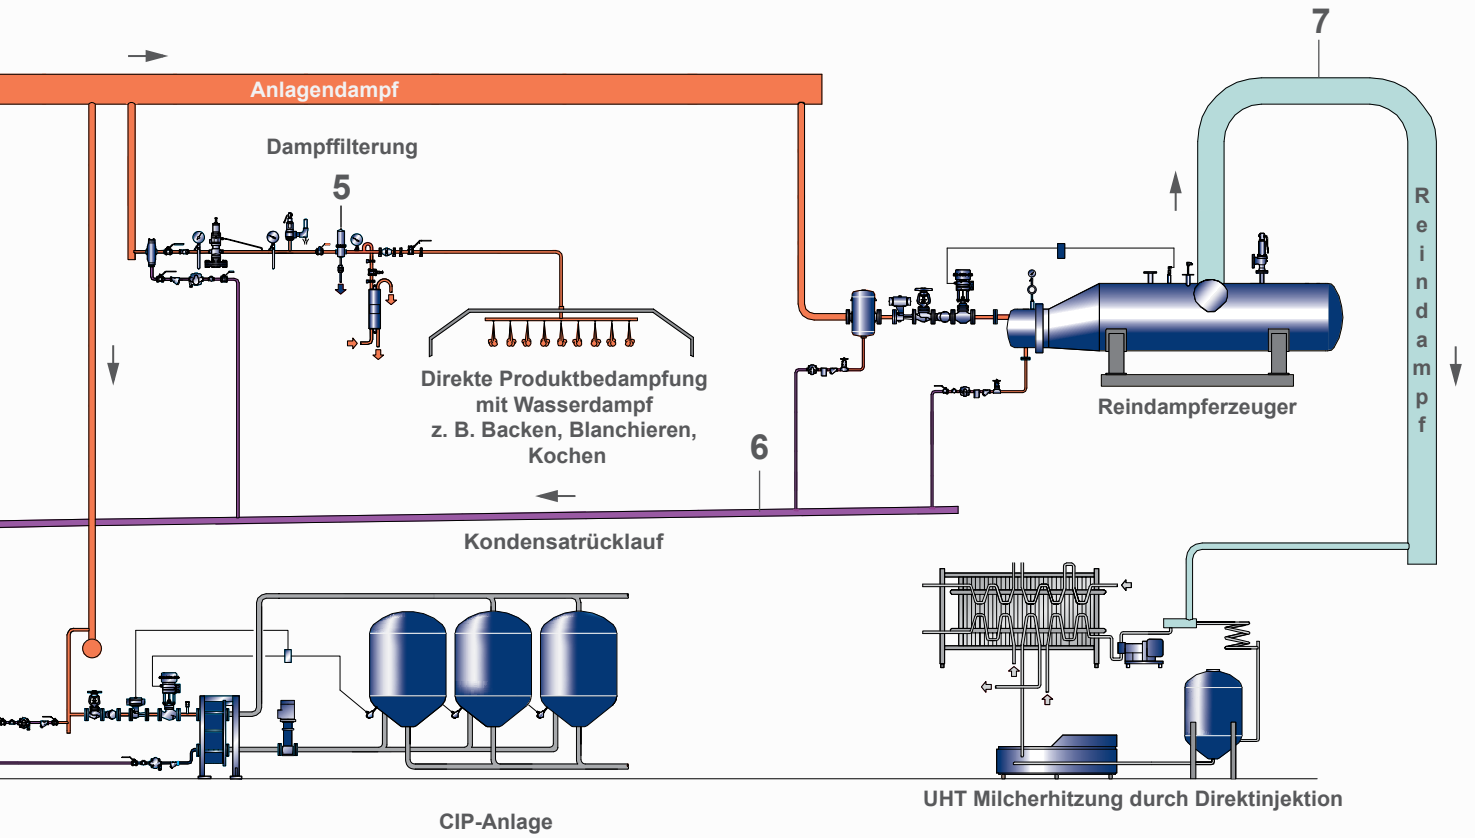 7
Anlagendampf
Dampffilterung
5
Reindampf
Direkte Produktbedampfung
mit Wasserdampf
z. B. Backen, Blanchieren,
Kochen
Reindampferzeuger
6
Kondensatrücklauf
UHT Milcherhitzung durch Direktinjektion
CIP-Anlage